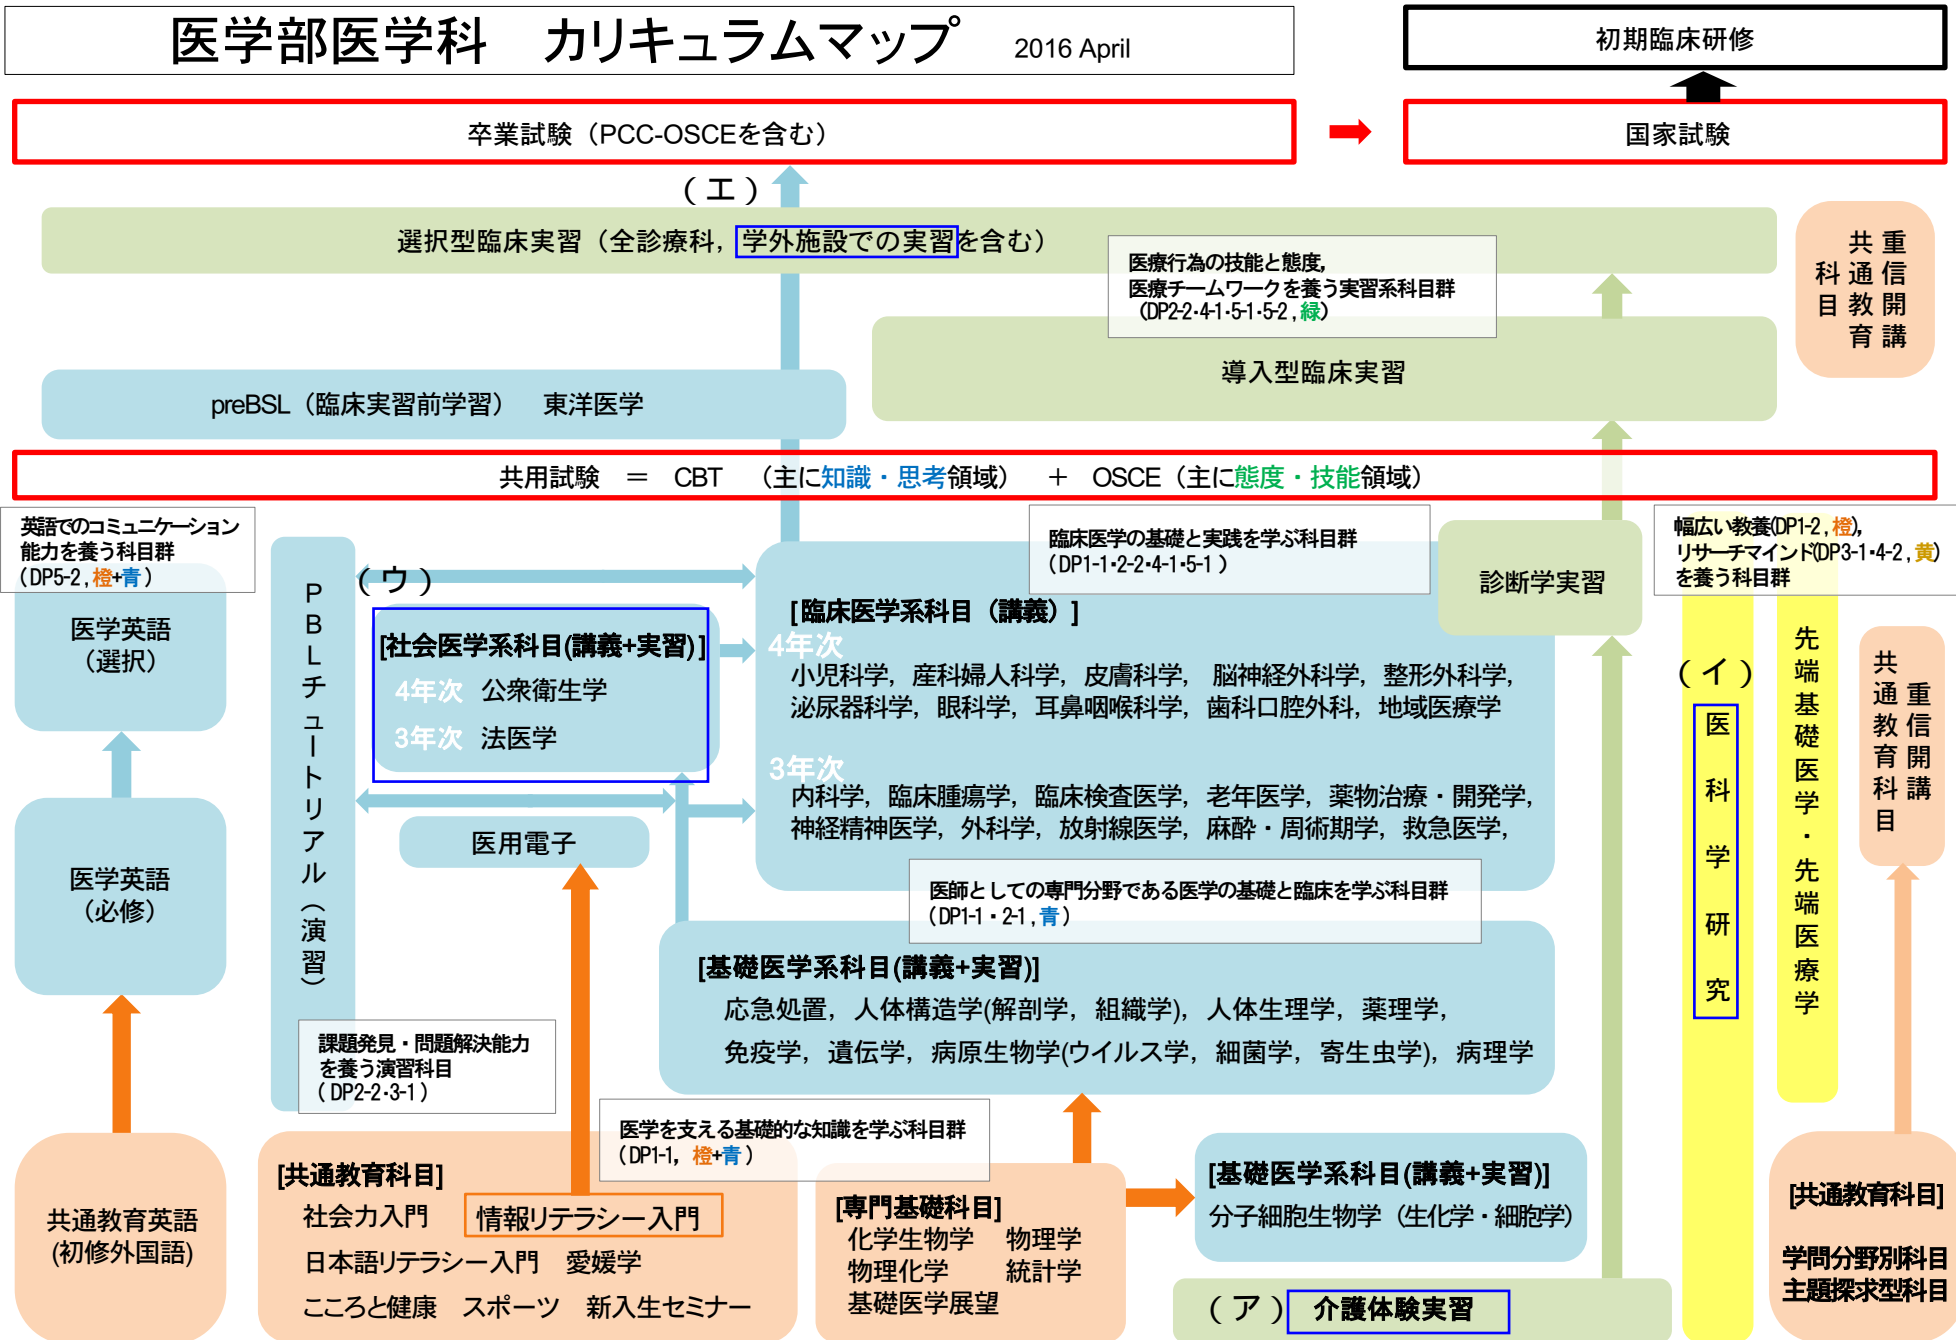 医学部医学科　カリキュラムマップ　2016 April
初期臨床研修
卒業試験（PCC-OSCEを含む）
国家試験
（エ）
選択型臨床実習（全診療科，学外施設での実習を含む）
医療行為の技能と態度，
医療チームワークを養う実習系科目群
（DP2-2・4-1・5-1・5-2 , 緑）
重信開講
共通教育
科目
導入型臨床実習
preBSL（臨床実習前学習）　東洋医学
共用試験　＝　CBT　（主に知識・思考領域）　＋　OSCE（主に態度・技能領域）
英語でのコミュニケーション
能力を養う科目群
（DP5-2 , 橙+青）
医学英語
（選択）
医学英語
（必修）
共通教育英語
(初修外国語)
PBLチュートリアル（演習）
（ウ）
[社会医学系科目(講義+実習)]
4年次　公衆衛生学
3年次　法医学
医用電子
臨床医学の基礎と実践を学ぶ科目群
（DP1-1・2-2・4-1・5-1 ）
[臨床医学系科目（講義）]
4年次
小児科学，産科婦人科学，皮膚科学，脳神経外科学，整形外科学，
泌尿器科学，眼科学，耳鼻咽喉科学，歯科口腔外科，地域医療学
3年次
内科学，臨床腫瘍学，臨床検査医学，老年医学，薬物治療・開発学，
神経精神医学，外科学，放射線医学，麻酔・周術期学，救急医学，
診断学実習
幅広い教養(DP1-2 , 橙)，
リサーチマインド(DP3-1・4-2 , 黄)
を養う科目群
（イ）
医科学研究
先端基礎医学・先端医療学
重信開講
共通教育科目
医師としての専門分野である医学の基礎と臨床を学ぶ科目群
（DP1-1・2-1 , 青）
[基礎医学系科目(講義+実習)]
応急処置，人体構造学(解剖学，組織学)，人体生理学，薬理学，
免疫学，遺伝学，病原生物学(ウイルス学，細菌学，寄生虫学)，病理学
課題発見・問題解決能力
を養う演習科目
（DP2-2・3-1）
医学を支える基礎的な知識を学ぶ科目群
（DP1-1，橙+青）
[共通教育科目]
社会力入門　情報リテラシー入門
日本語リテラシー入門　愛媛学
こころと健康　スポーツ　新入生セミナー
[専門基礎科目]
化学生物学　物理学
物理化学　統計学
基礎医学展望
[基礎医学系科目(講義+実習)]
分子細胞生物学（生化学・細胞学）
（ア）　介護体験実習
[共通教育科目]
学問分野別科目
主題探求型科目